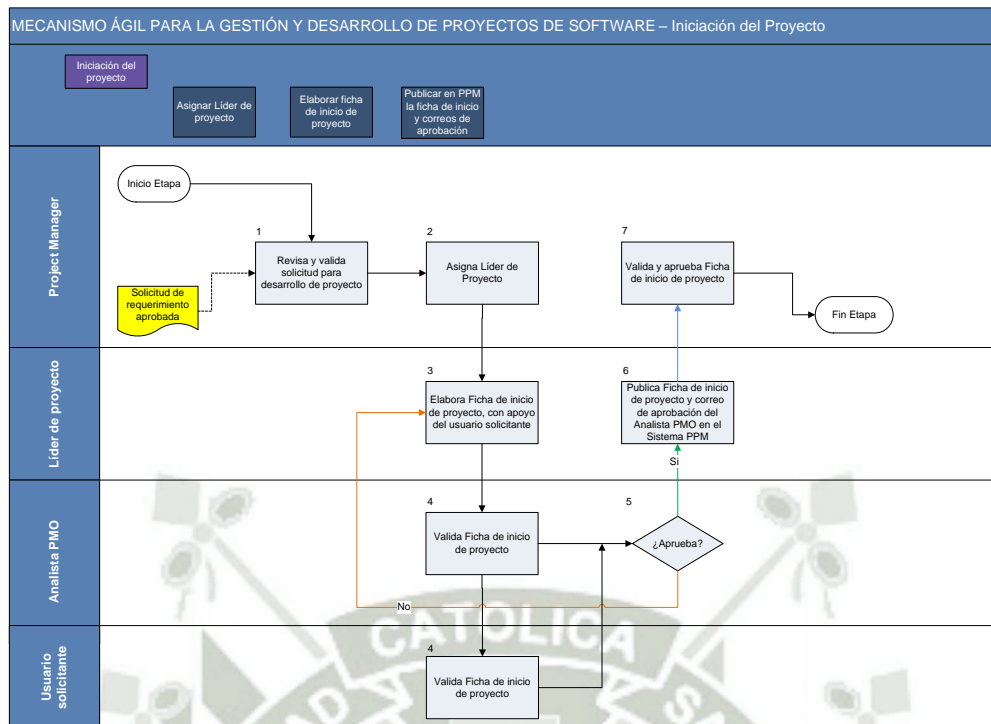 MECANISMO ÁGIL PARA LA GESTIÓN Y DESARROLLO DE PROYECTOS DE SOFTWARE – Iniciación del Proyecto
Iniciación del
proyecto
Asignar Líder de
proyecto
Elaborar ficha
de inicio de
proyecto
Publicar en PPM
la ficha de inicio
y correos de
aprobación
Project Manager
Inicio Etapa
1
Revisa y valida
solicitud para
desarrollo de proyecto
2
Asigna Líder de
Proyecto
7
Valida y aprueba Ficha
de inicio de proyecto
Solicitud de
requerimiento
aprobada
Fin Etapa
Líder de proyecto
3
Elabora Ficha de inicio
de proyecto, con apoyo
del usuario solicitante
6
Publica Ficha de inicio
de proyecto y correo
de aprobación del
Analista PMO en el
Sistema PPM
Si
Analista PMO
4
Valida Ficha de inicio
de proyecto
5
¿Aprueba?
No
CATOLICA
Usuario
solicitante
4
Valida Ficha de inicio
de proyecto